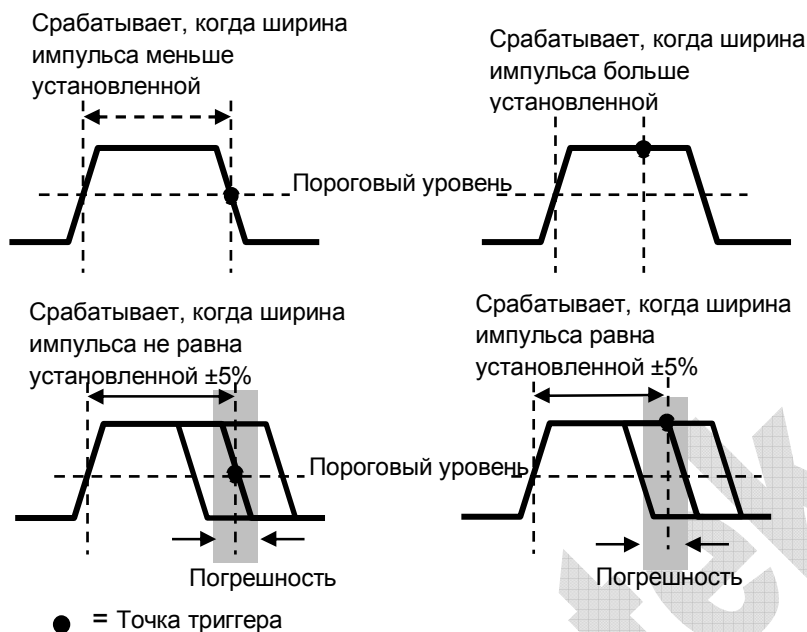 Срабатывает, когда ширина
импульса меньше
установленной
Срабатывает, когда ширина
импульса больше
установленной
Пороговый уровень
Срабатывает, когда ширина
импульса не равна
установленной ±5%
Срабатывает, когда ширина
импульса равна
установленной ±5%
Пороговый уровень
Погрешность
Погрешность
= Точка триггера